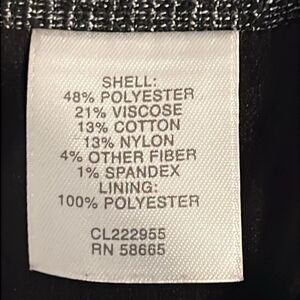 SHELL:
48% POLYESTER
21% VISCOSE
13% COTTON
13% NYLON
4% OTHER FIBER
1% SPANDEX
LINING:
100% POLYESTER
CL222955
RN 58665